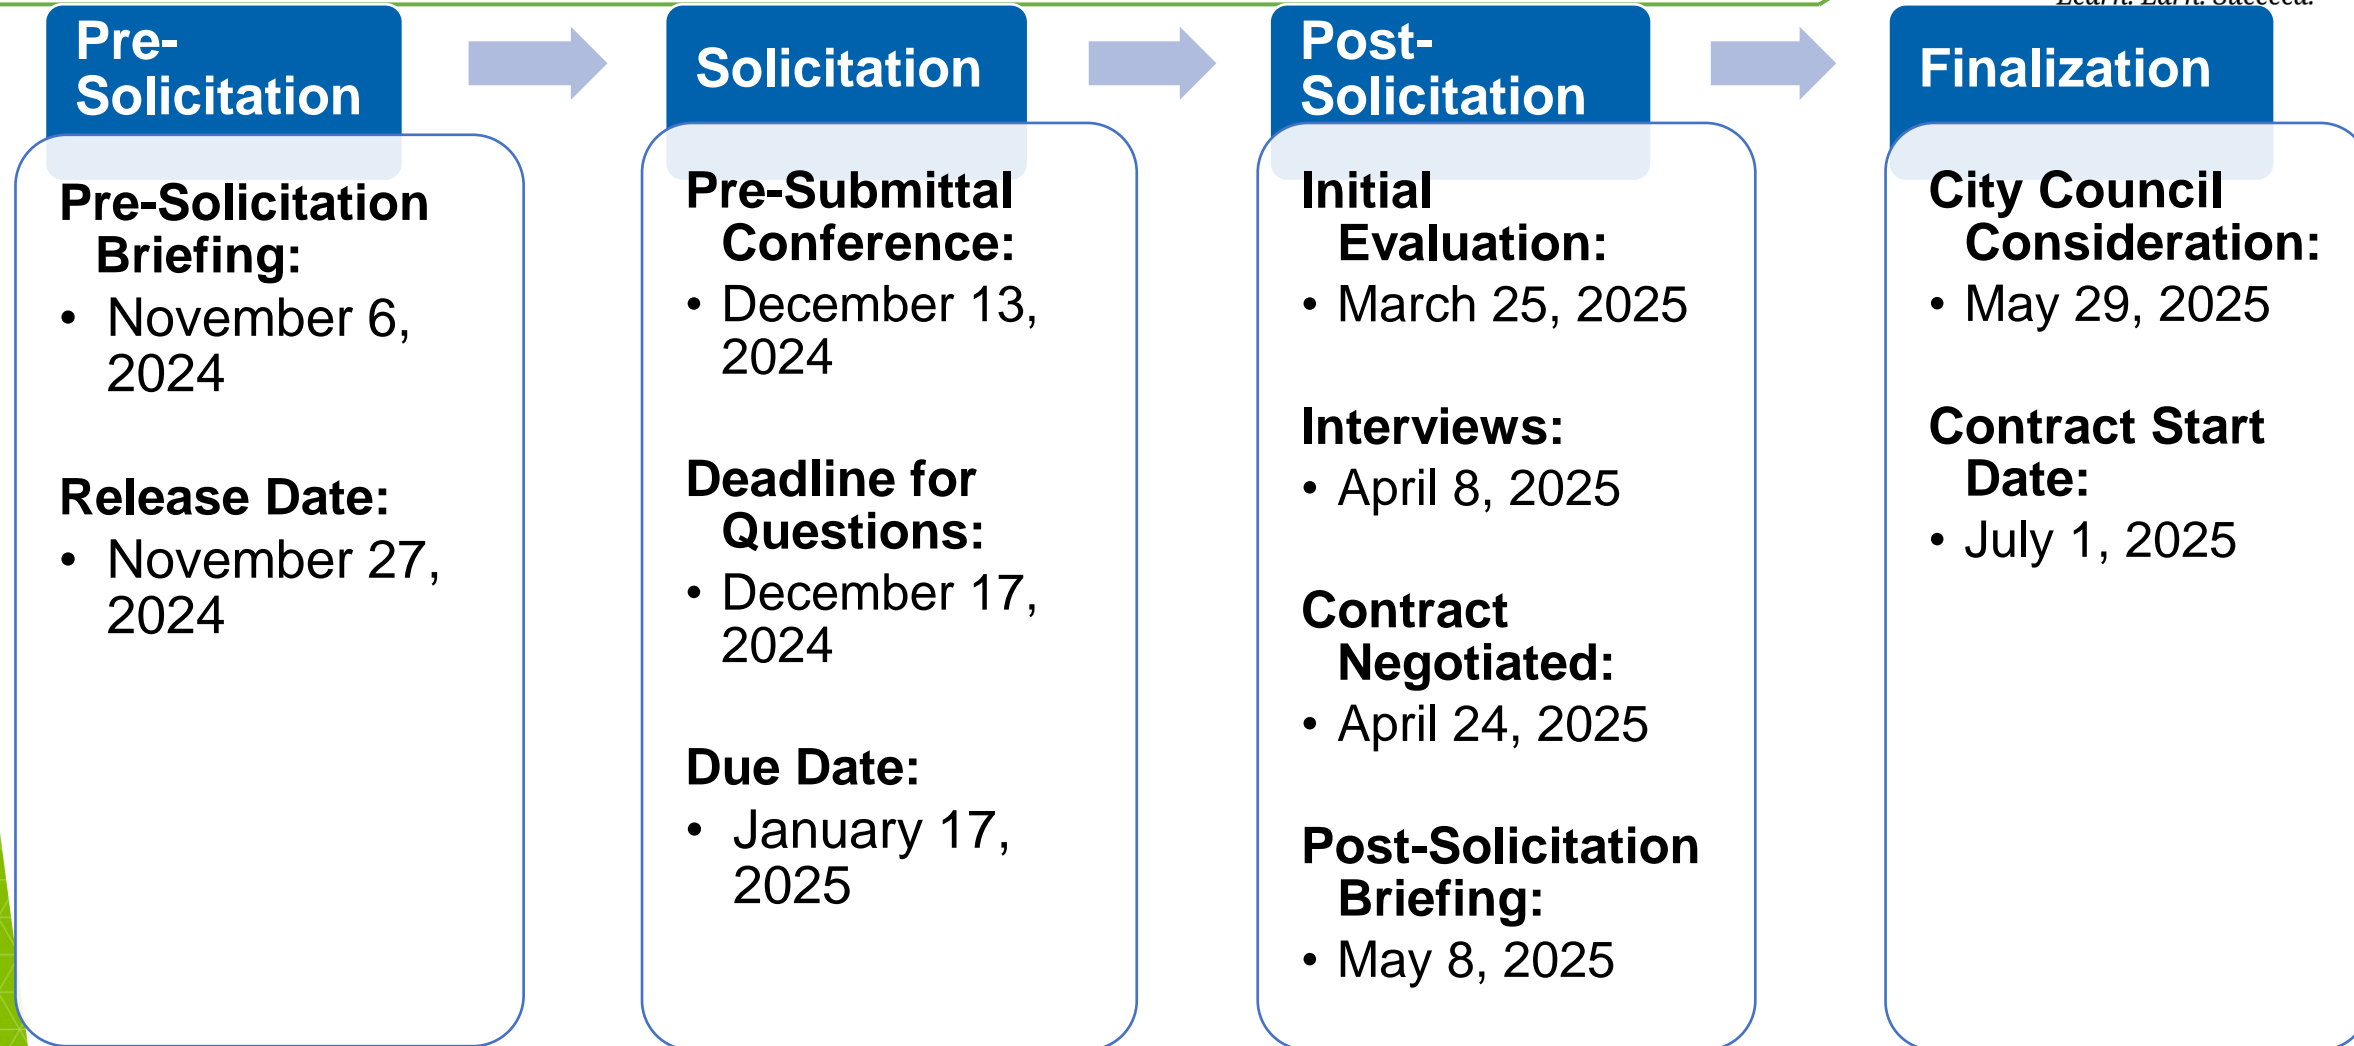 Learn. Earn. Succeed.
Pre-
Solicitation
Pre-Solicitation
Briefing:
• November 6,
2024
Release Date:
• November 27,
2024
Solicitation
Pre-Submittal
Conference:
• December 13,
2024
Deadline for
Questions:
• December 17,
2024
Due Date:
• January 17,
2025
Post-
Solicitation
Initial
Evaluation:
• March 25, 2025
Interviews:
• April 8, 2025
Contract
Negotiated:
• April 24, 2025
Post-Solicitation
Briefing:
• May 8, 2025
Finalization
City Council
Consideration:
• May 29, 2025
Contract Start
Date:
• July 1, 2025